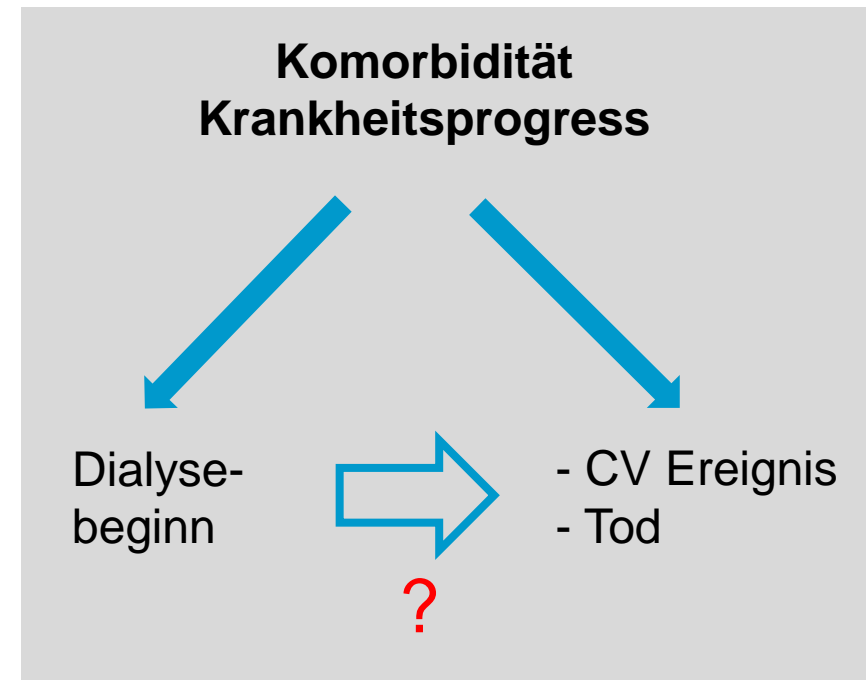 Komorbidität
Krankheitsprogress
Dialyse-
beginn
- CV Ereignis
- Tod
?